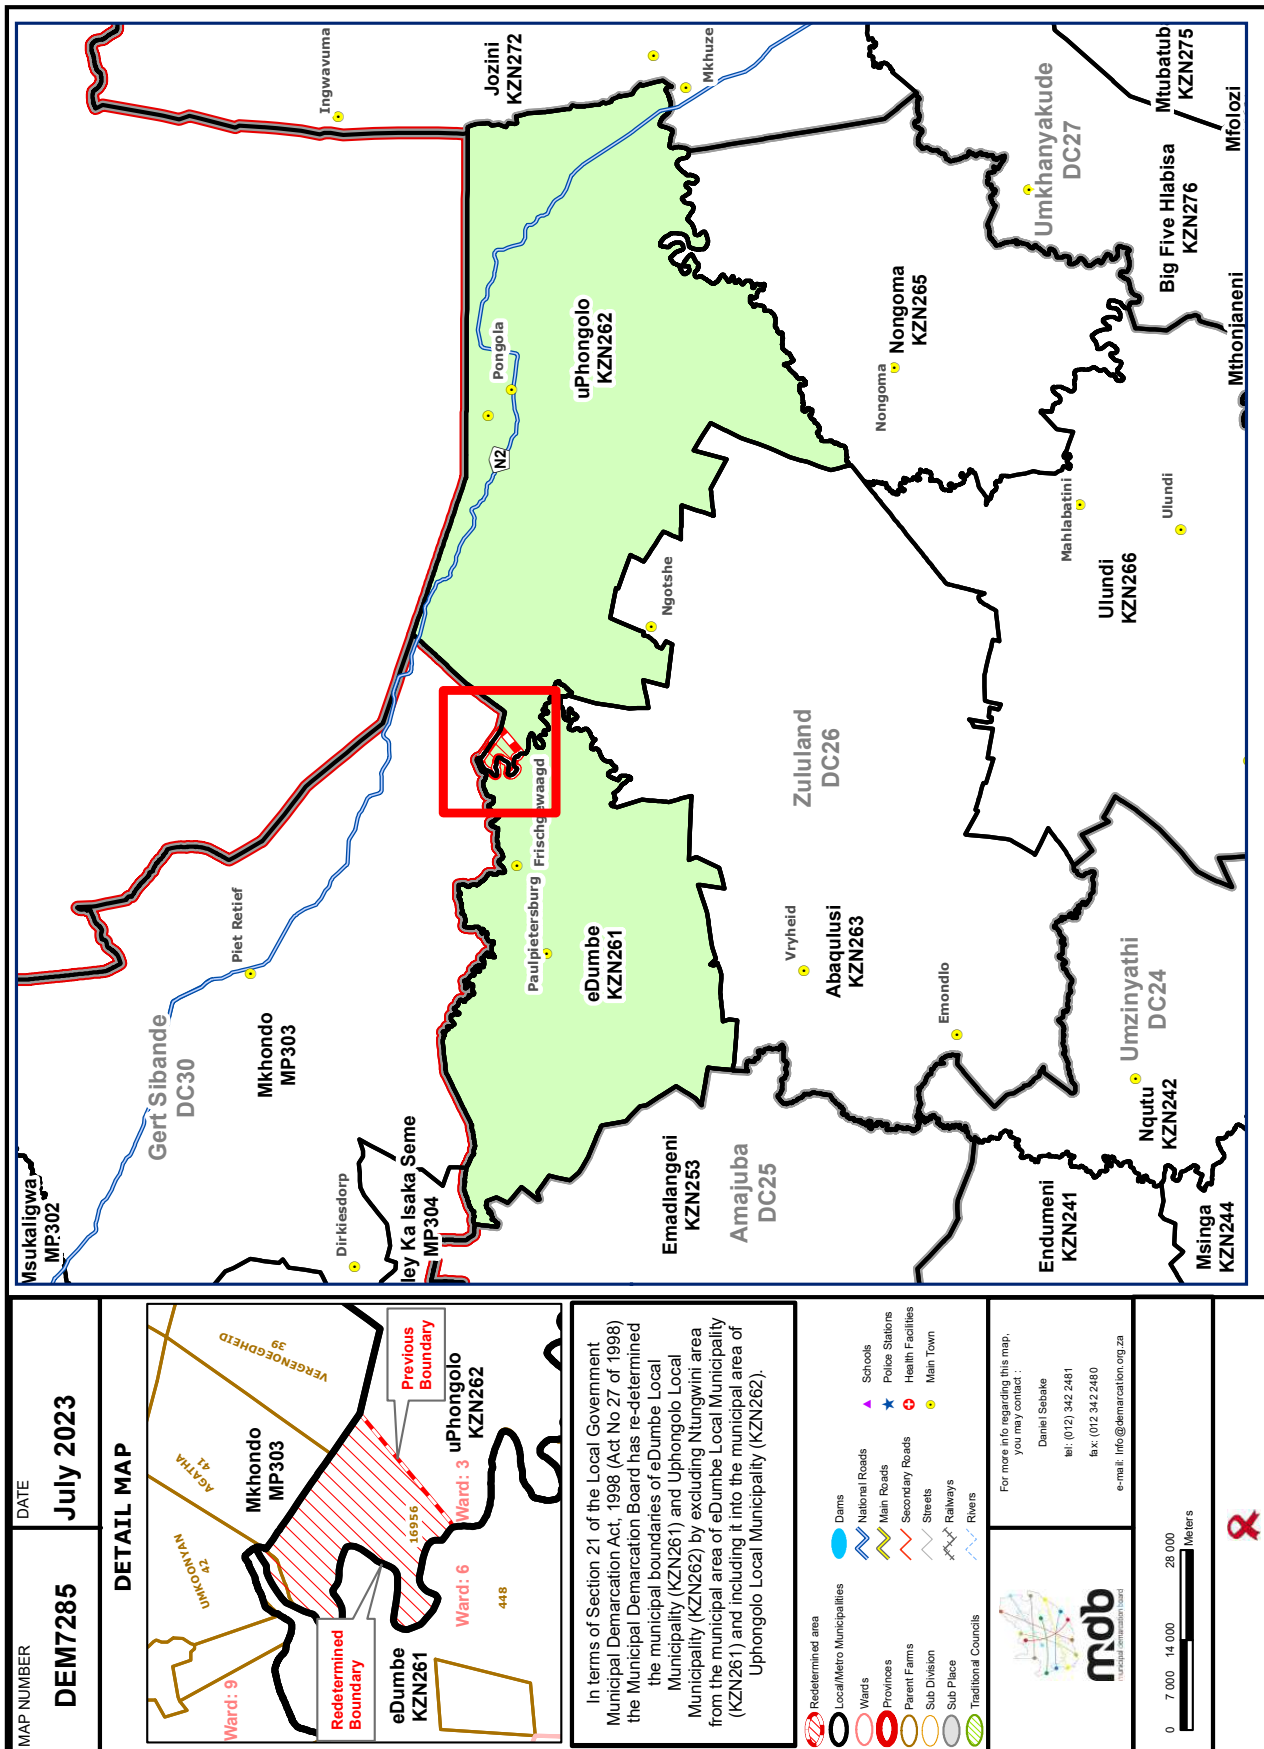 MAP NUMBER
DEM7285
DATE
July 2023
DETAIL MAP
VERGENOEGDHEID
39
AGATHA
41
UMKOONYAN
42
Mkhondo
MP303
Previous
Boundary
uPhongolo
KZN262
16956
Ward: 3
Ward: 6
448
Ward: 9
Redetermined
Boundary
eDumbe
KZN261
In terms of Section 21 of the Local Government
Municipal Demarcation Act, 1998 (Act No 27 of 1998)
the Municipal Demarcation Board has re-determined
the municipal boundaries of eDumbe Local
Municipality (KZN261) and Uphongolo Local
Municipality (KZN262) by excluding Ntungwini area
from the municipal area of eDumbe Local Municipality
(KZN261) and including it into the municipal area of
Uphongolo Local Municipality (KZN262).
Redetermined area
Local/Metro Municipalities
Wards
Provinces
Parent Farms
Sub Division
Sub Place
Traditional Councils
Dams
National Roads
Main Roads
Secondary Roads
Streets
Railways
Rivers
Schools
Police Stations
Health Facilities
Main Town
mdb
municipal demarcation board
For more info regarding this map,
you may contact :
Daniel Sebake
tel: (012) 342 2481
fax: (012 342 2480
e-mail: Info@demarcation.org.za
0 7 000 14 000 28 000
Meters
Msukaligwa
MP302
Gert Sibande
DC30
Piet Retief
Mkhondo
MP303
Dirkiesdorp
ley Ka Isaka Seme
MP304
Ingwavuma
Jozini
KZN272
Mkhuze
Pongola
N2
uPhongolo
KZN262
Ngotshe
Frischgewaagd
Paulpietersburg
eDumbe
KZN261
Emadlangeni
KZN253
Amajuba
DC25
Zululand
DC26
Vryheid
Abaqulusi
KZN263
Emondlo
Nongoma
Nongoma
KZN265
Umkhanyakude
DC27
Mtubatub
KZN275
Mfolozi
Big Five Hlabisa
KZN276
Mthonjaneni
Mahlabatini
Ulundi
Ulundi
KZN266
Umzinyathi
DC24
Nqutu
KZN242
Endumeni
KZN241
Msinga
KZN244